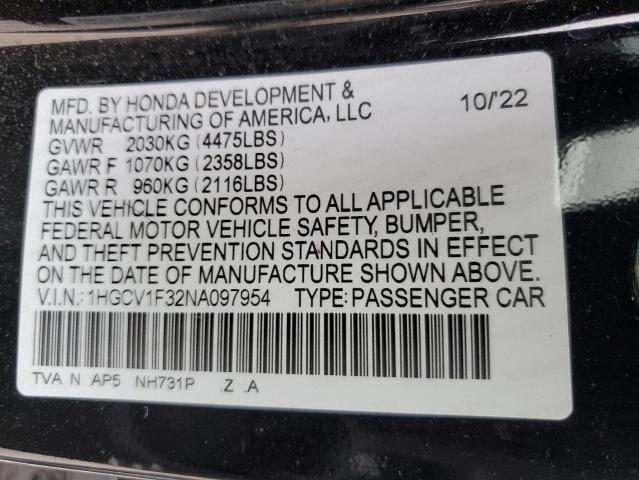 MFD. BY HONDA DEVELOPMENT & 10/'22
MANUFACTURING OF AMERICA, LLC
GVWR 2030KG (4475LBS)
GAWR F 1070KG (2358LBS)
GAWR R 960KG (2116LBS)
THIS VEHICLE CONFORMS TO ALL APPLICABLE
FEDERAL MOTOR VEHICLE SAFETY, BUMPER,
AND THEFT PREVENTION STANDARDS IN EFFECT
ON THE DATE OF MANUFACTURE SHOWN ABOVE.
V.I.N.: 1HGCV1F32NA097954 TYPE: PASSENGER CAR
TVA N AP5 NH731P .Z .A